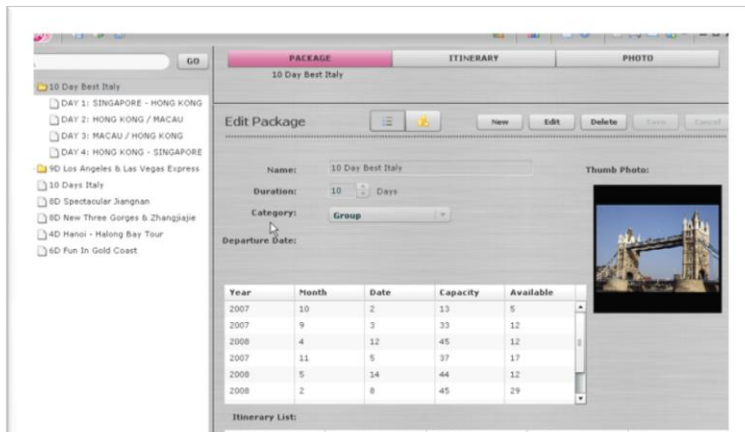 GO
10 Day Best Italy
DAY 1: SINGAPORE - HONG KONG
DAY 2: HONG KONG / MACAU
DAY 3: MACAU / HONG KONG
DAY 4: HONG KONG - SINGAPORE
9D Los Angeles & Las Vegas Express
10 Days Italy
8D Spectacular Jiangnan
8D New Three Gorges & Zhangjiajie
4D Hanoi - Halong Bay Tour
6D Fun In Gold Coast
PACKAGE ITINERARY PHOTO
10 Day Best Italy
Edit Package New Edit Delete Save Cancel
Name: 10 Day Best Italy Thumb Photo:
Duration: 10 Days
Category: Group
Departure Date:
Year Month Date Capacity Available
2007 10 2 13 5
2007 9 3 33 12
2008 4 12 45 12
2007 11 5 37 17
2008 5 14 44 12
2008 2 8 45 29
Itinerary List: